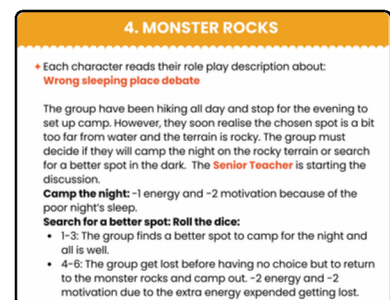 4. MONSTER ROCKS
Each character reads their role play description about:
Wrong sleeping place debate
The group have been hiking all day and stop for the evening to
set up camp. However, they soon realise the chosen spot is a bit
too far from water and the terrain is rocky. The group must
decide if they will camp the night on the rocky terrain or search
for a better spot in the dark. The Senior Teacher is starting the
discussion.
Camp the night: -1 energy and -2 motivation because of the
poor night's sleep.
Search for a better spot: Roll the dice:
• 1-3: The group finds a better spot to camp for the night and
all is well.
• 4-6: The group get lost before having no choice but to return
to the monster rocks and camp out. -2 energy and -2
motivation due to the extra energy expended getting lost.